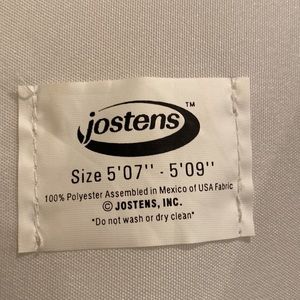 jostens™
Size 5'07'' - 5'09''
100% Polyester Assembled in Mexico of USA Fabric
© JOSTENS, INC.
"Do not wash or dry clean"